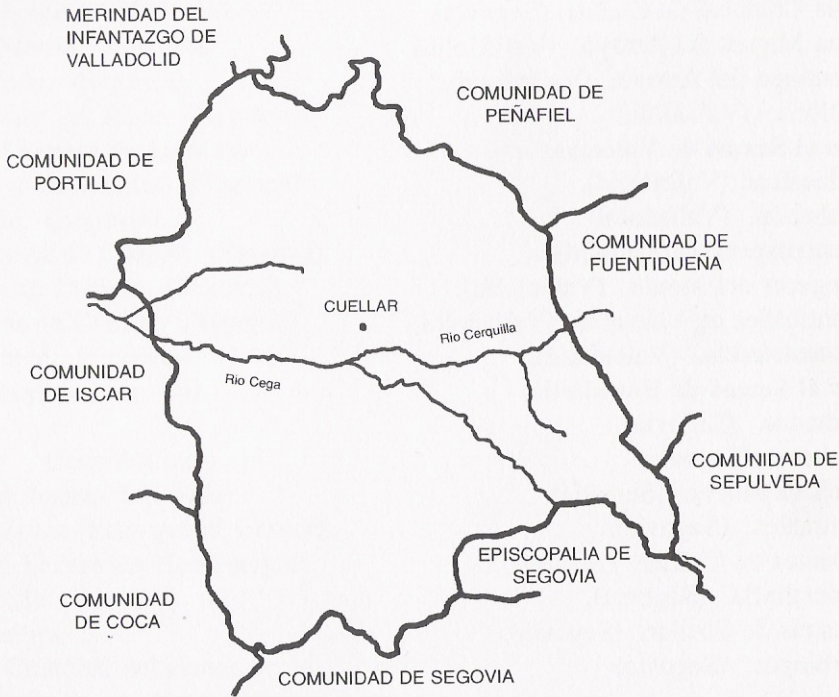 MERINDAD DEL
INFANTAZGO DE
VALLADOLID
COMUNIDAD DE
PEÑAFIEL
COMUNIDAD DE
PORTILLO
COMUNIDAD DE
FUENTIDUEÑA
CUELLAR
Rio Cerquilla
COMUNIDAD
DE ISCAR
Rio Cega
COMUNIDAD DE
SEPULVEDA
EPISCOPALIA DE
SEGOVIA
COMUNIDAD
DE COCA
COMUNIDAD DE SEGOVIA